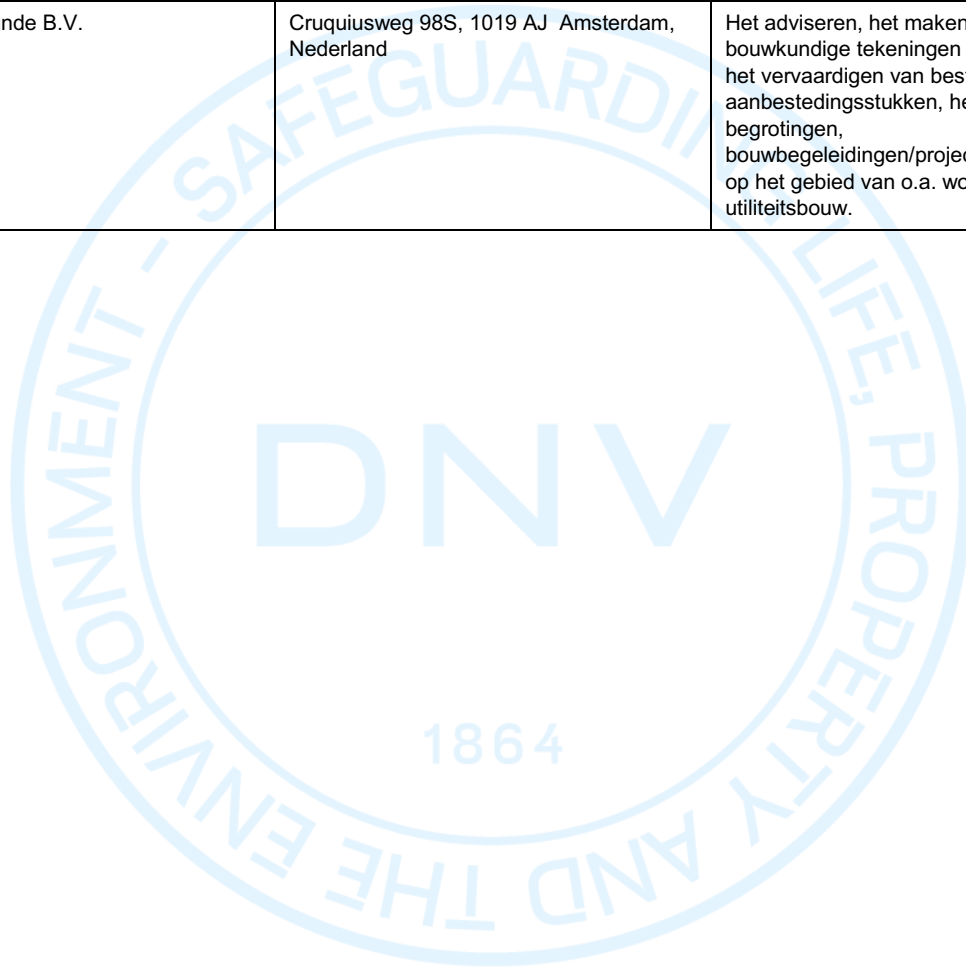 B.V.
Cruquiusweg 98S, 1019 AJ Amsterdam,
Nederland
Het adviseren, het maken
bouwkundige tekeningen
het vervaardigen van
aanbestedingsstukken,
begrotingen,
op het gebied van o.a.
utiliteitsbouw.
SAFEGUARDING LIFE, PROPERTY AND THE ENVIRONMENT -
DNV
1864